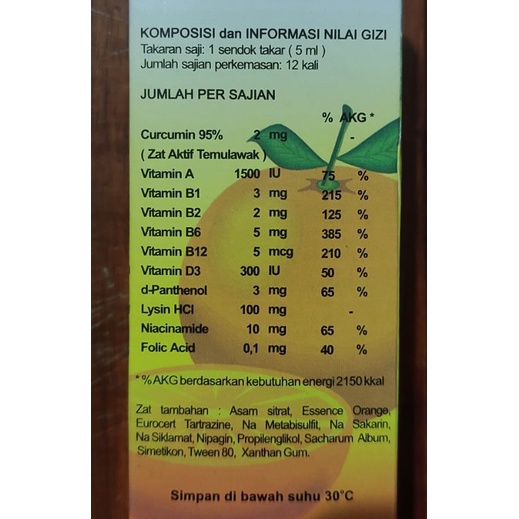 KOMPOSISI dan INFORMASI NILAI GIZI
Takaran saji: 1 sendok takar ( 5 ml )
Jumlah sajian perkemasan: 12 kali
JUMLAH PER SAJIAN
% AKG *
Curcumin 95% 2 mg -
( Zat Aktif Temulawak )
Vitamin A 1500 IU 75 %
Vitamin B1 3 mg 215 %
Vitamin B2 2 mg 125 %
Vitamin B6 5 mg 385 %
Vitamin B12 5 mcg 210 %
Vitamin D3 300 IU 50 %
d-Panthenol 3 mg 65 %
Lysin HCl 100 mg -
Niacinamide 10 mg 65 %
Folic Acid 0,1 mg 40 %
* % AKG berdasarkan kebutuhan energi 2150 kkal
Zat tambahan : Asam sitrat, Essence Orange,
Eurocert Tartrazine, Na Metabisulfit, Na Sakarin,
Na Siklamat, Nipagin, Propilenglikol, Sacharum Album,
Simetikon, Tween 80, Xanthan Gum.
Simpan di bawah suhu 30°C